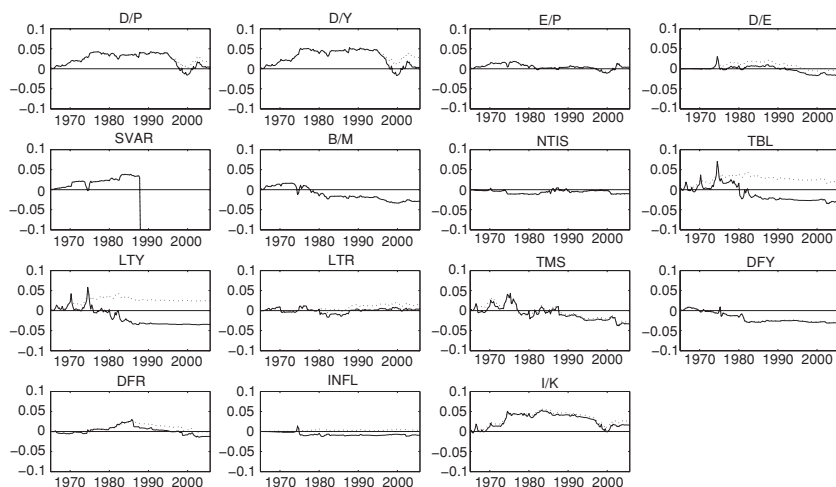 D/P D/Y E/P D/E
0.1 0.1 0.1 0.1
0.05 0.05 0.05 0.05
0 0 0 0
−0.05 −0.05 −0.05 −0.05
−0.1 −0.1 −0.1 −0.1
1970 1980 1990 2000 1970 1980 1990 2000 1970 1980 1990 2000 1970 1980 1990 2000
SVAR B/M NTIS TBL
0.1 0.1 0.1 0.1
0.05 0.05 0.05 0.05
0 0 0 0
−0.05 −0.05 −0.05 −0.05
−0.1 −0.1 −0.1 −0.1
1970 1980 1990 2000 1970 1980 1990 2000 1970 1980 1990 2000 1970 1980 1990 2000
LTY LTR TMS DFY
0.1 0.1 0.1 0.1
0.05 0.05 0.05 0.05
0 0 0 0
−0.05 −0.05 −0.05 −0.05
−0.1 −0.1 −0.1 −0.1
1970 1980 1990 2000 1970 1980 1990 2000 1970 1980 1990 2000 1970 1980 1990 2000
DFR INFL I/K
0.1 0.1 0.1
0.05 0.05 0.05
0 0 0
−0.05 −0.05 −0.05
−0.1 −0.1 −0.1
1970 1980 1990 2000 1970 1980 1990 2000 1970 1980 1990 2000